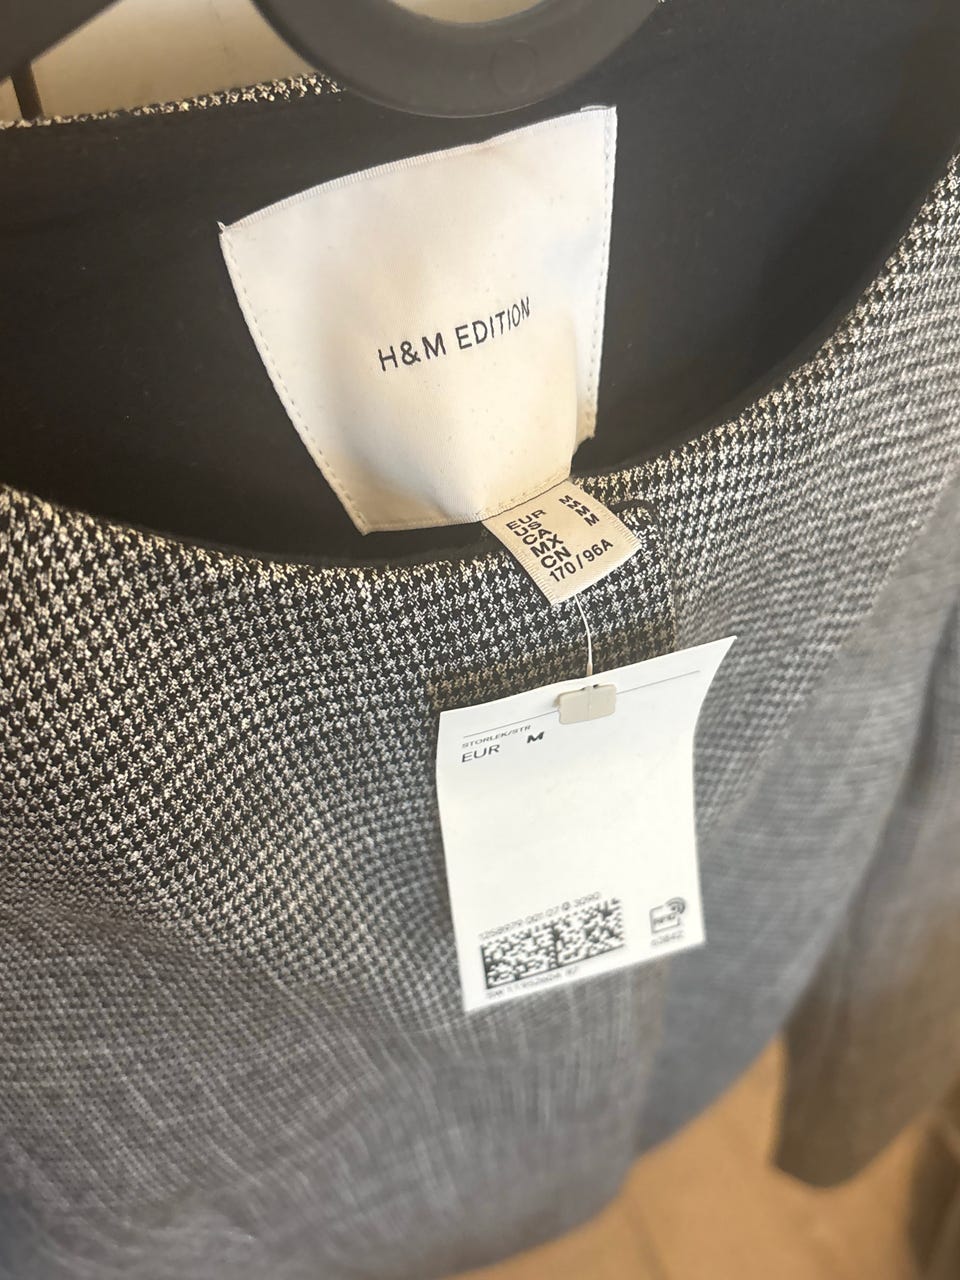 H&M EDITION
EUR M
US M
CA M
MX M
CN
170/96A
STORLEK/STR
EUR M